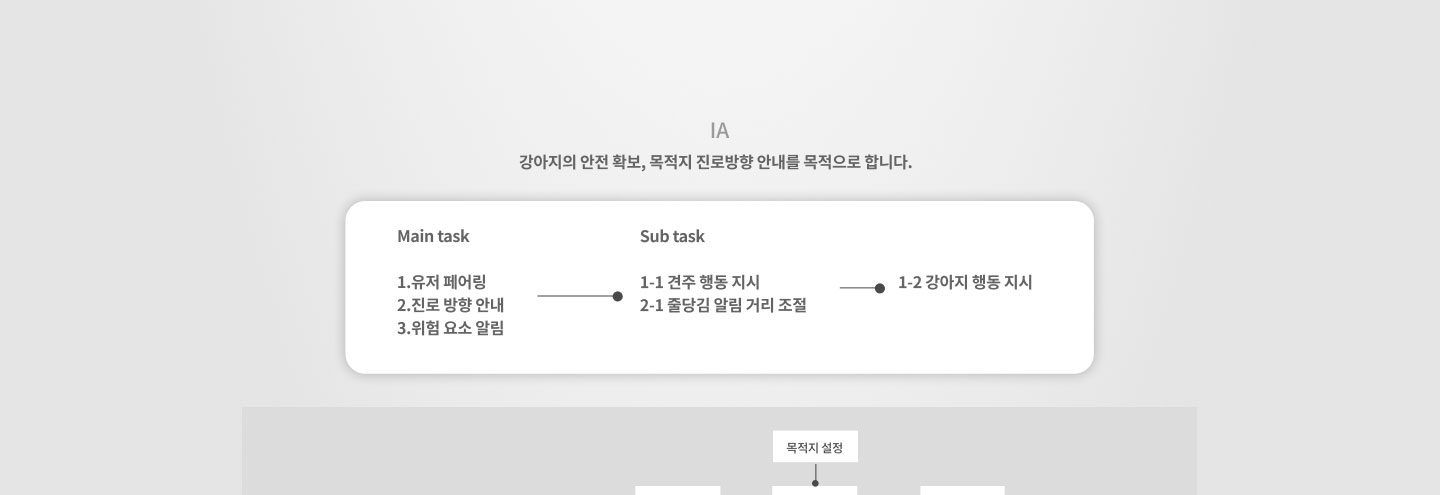 IA
강아지의 안전 확보, 목적지 진로방향 안내를 목적으로 합니다.
Main task
1.유저 페어링
2.진로 방향 안내
3.위험 요소 알림
Sub task
1-1 견주 행동 지시
2-1 줄당김 알림 거리 조절
1-2 강아지 행동 지시
목적지 설정